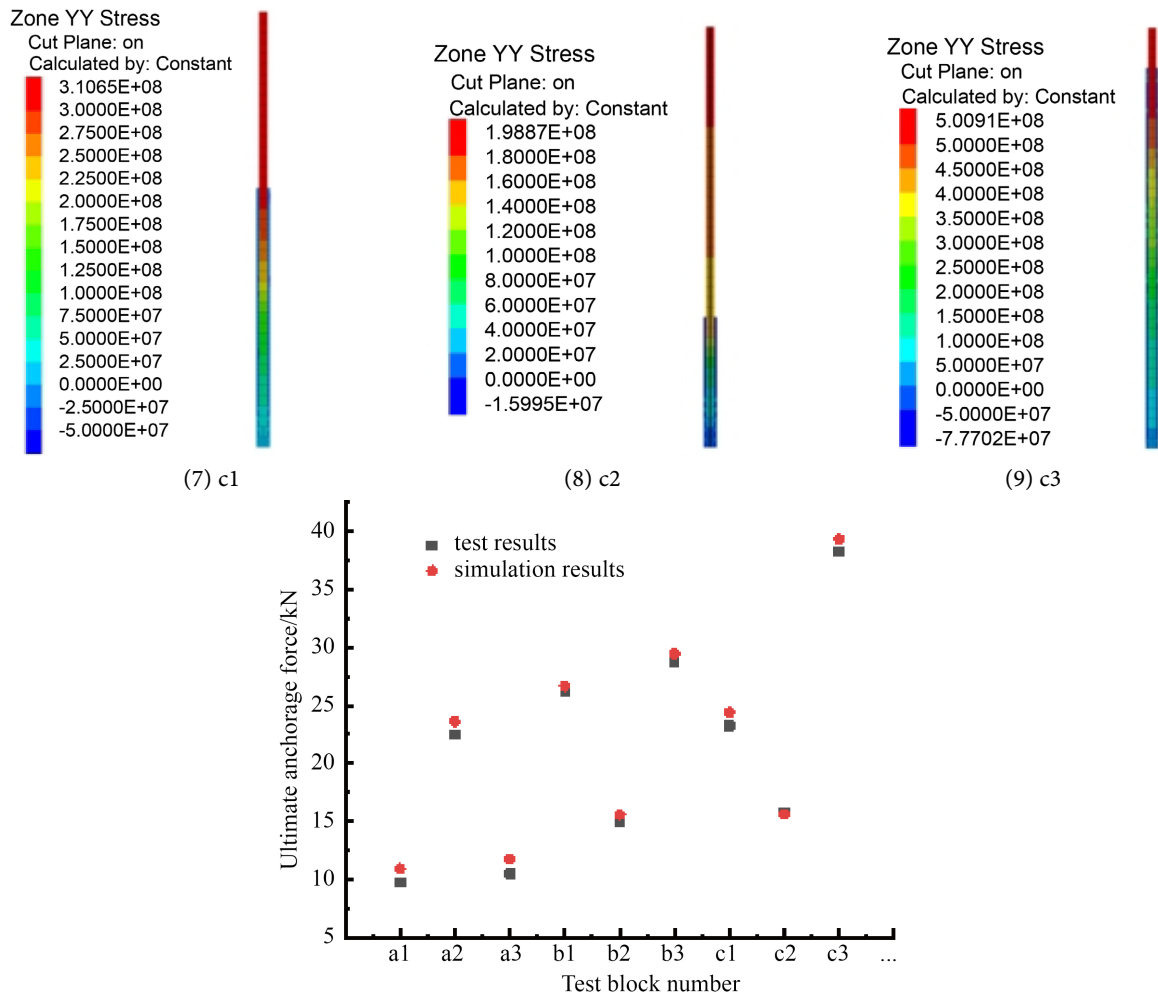 Zone YY Stress
Cut Plane: on
Calculated by: Constant
3.1065E+08
3.0000E+08
2.7500E+08
2.5000E+08
2.2500E+08
2.0000E+08
1.7500E+08
1.5000E+08
1.2500E+08
1.0000E+08
7.5000E+07
5.0000E+07
2.5000E+07
0.0000E+00
-2.5000E+07
-5.0000E+07
(7) c1
Zone YY Stress
Cut Plane: on
Calculated by: Constant
1.9887E+08
1.8000E+08
1.6000E+08
1.4000E+08
1.2000E+08
1.0000E+08
8.0000E+07
6.0000E+07
4.0000E+07
2.0000E+07
0.0000E+00
-1.5995E+07
(8) c2
Zone YY Stress
Cut Plane: on
Calculated by: Constant
5.0091E+08
5.0000E+08
4.5000E+08
4.0000E+08
3.5000E+08
3.0000E+08
2.5000E+08
2.0000E+08
1.5000E+08
1.0000E+08
5.0000E+07
0.0000E+00
-5.0000E+07
-7.7702E+07
(9) c3
test results
simulation results
Ultimate anchorage force/kN
40
35
30
25
20
15
10
5
a1 a2 a3 b1 b2 b3 c1 c2 c3 ...
Test block number